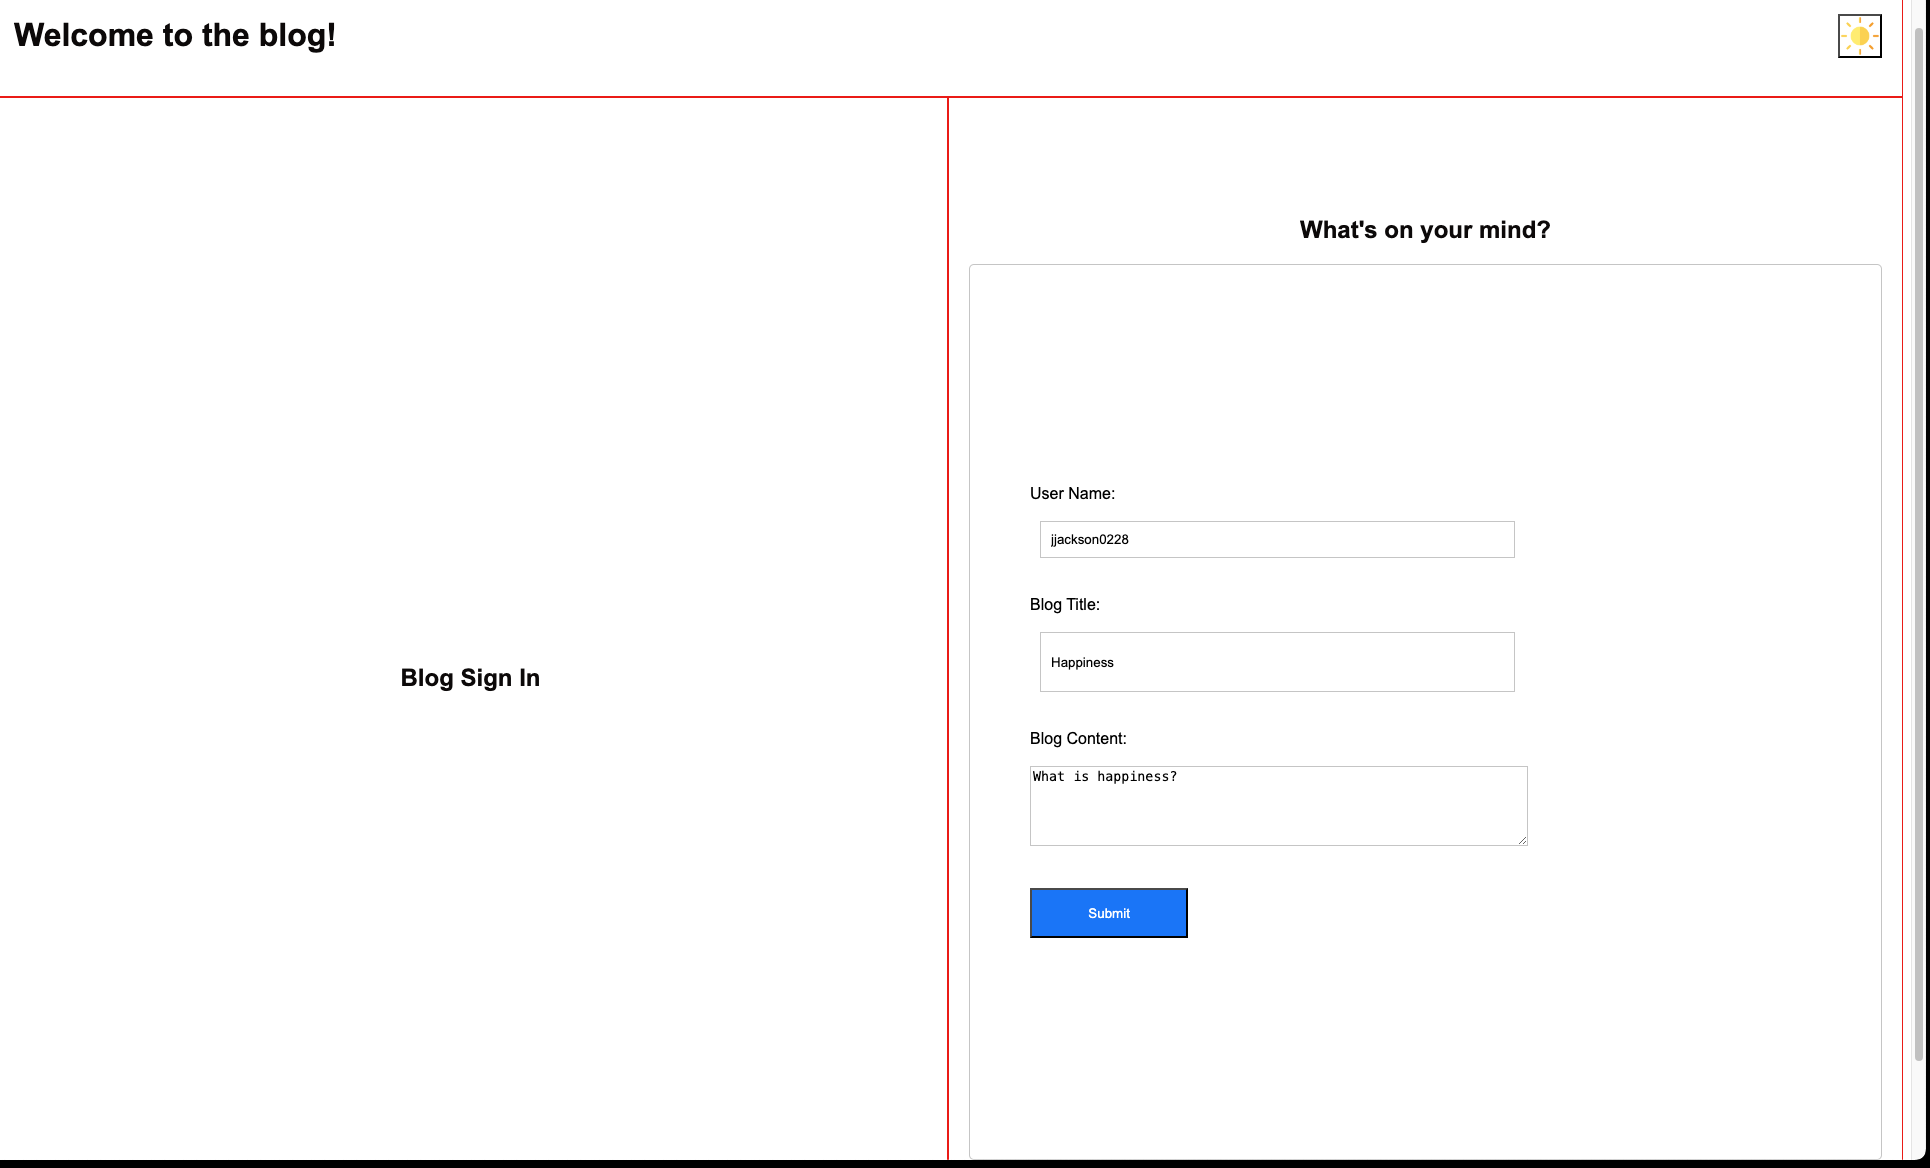 Welcome to the blog!
Blog Sign In
What's on your mind?
User Name:
jjackson0228
Blog Title:
Happiness
Blog Content:
What is happiness?
Submit